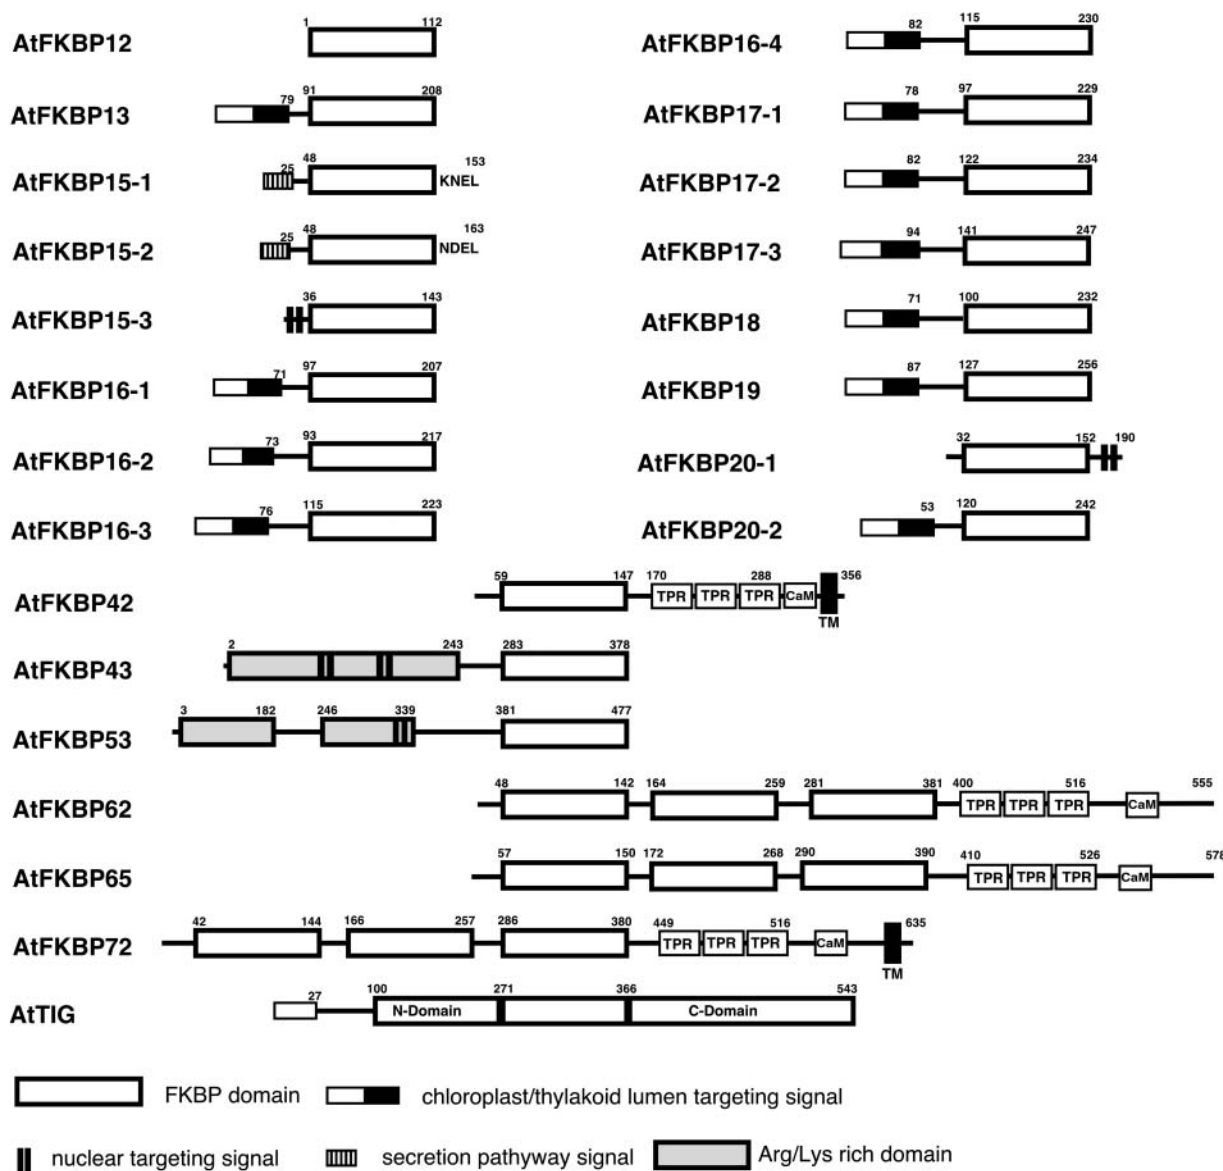 1 112
AtFKBP12
79 91 208
AtFKBP13
25 48 153
AtFKBP15-1 KNEL
25 48 163
AtFKBP15-2 NDEL
36 143
AtFKBP15-3
71 97 207
AtFKBP16-1
73 93 217
AtFKBP16-2
76 115 223
AtFKBP16-3
82 115 230
AtFKBP16-4
78 97 229
AtFKBP17-1
82 122 234
AtFKBP17-2
94 141 247
AtFKBP17-3
71 100 232
AtFKBP18
87 127 256
AtFKBP19
32 152 190
AtFKBP20-1
53 120 242
AtFKBP20-2
59 147 170 288 356
AtFKBP42 TPR TPR TPR CaM
TM
2 243 283 378
AtFKBP43
3 182 246 339 381 477
AtFKBP53
48 142 164 259 281 381 400 516 555
AtFKBP62 TPR TPR TPR CaM
57 150 172 268 290 390 410 526 578
AtFKBP65 TPR TPR TPR CaM
42 144 166 257 286 380 449 516 635
AtFKBP72 TPR TPR TPR CaM
TM
27 100 271 366 543
AtTIG N-Domain C-Domain
FKBP domain chloroplast/thylakoid lumen targeting signal
nuclear targeting signal secretion pathyway signal Arg/Lys rich domain